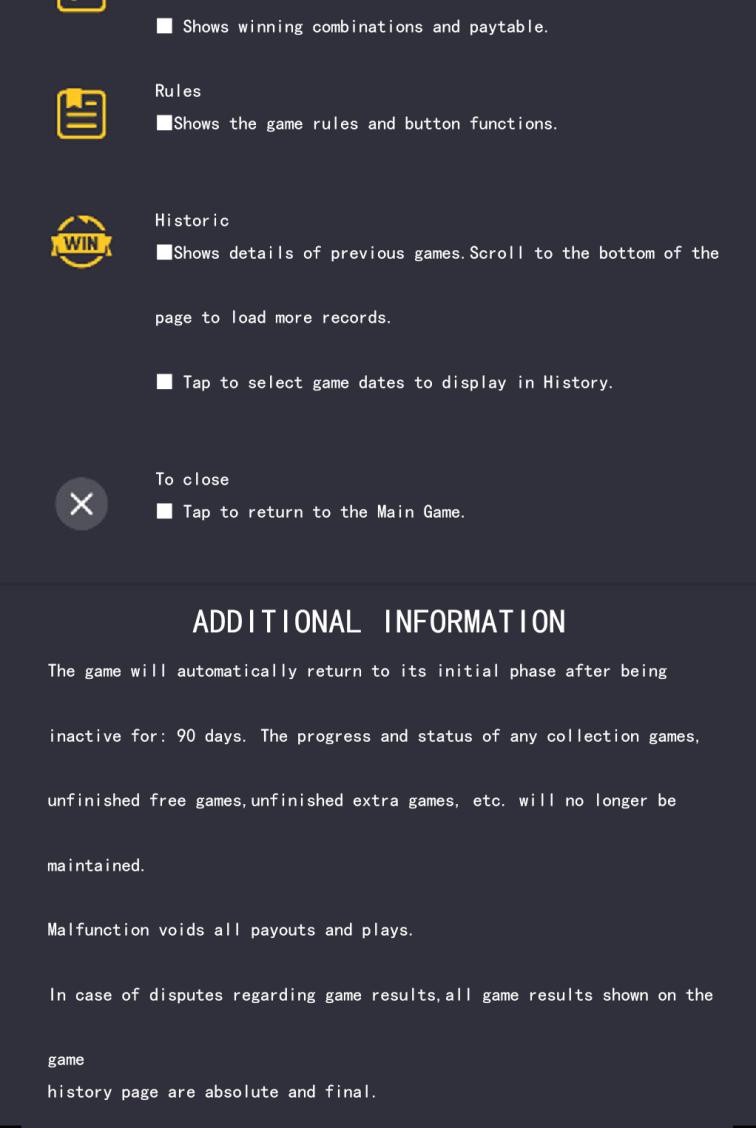 ■ Shows winning combinations and paytable.
Rules
■Shows the game rules and button functions.
Historic
WIN
■Shows details of previous games.Scroll to the bottom of the
page to load more records.
■ Tap to select game dates to display in History.
To close
■ Tap to return to the Main Game.
ADDITIONAL INFORMATION
The game will automatically return to its initial phase after being
inactive for: 90 days. The progress and status of any collection games,
unfinished free games,unfinished extra games, etc. will no longer be
maintained.
Malfunction voids all payouts and plays.
In case of disputes regarding game results,all game results shown on the
game
history page are absolute and final.